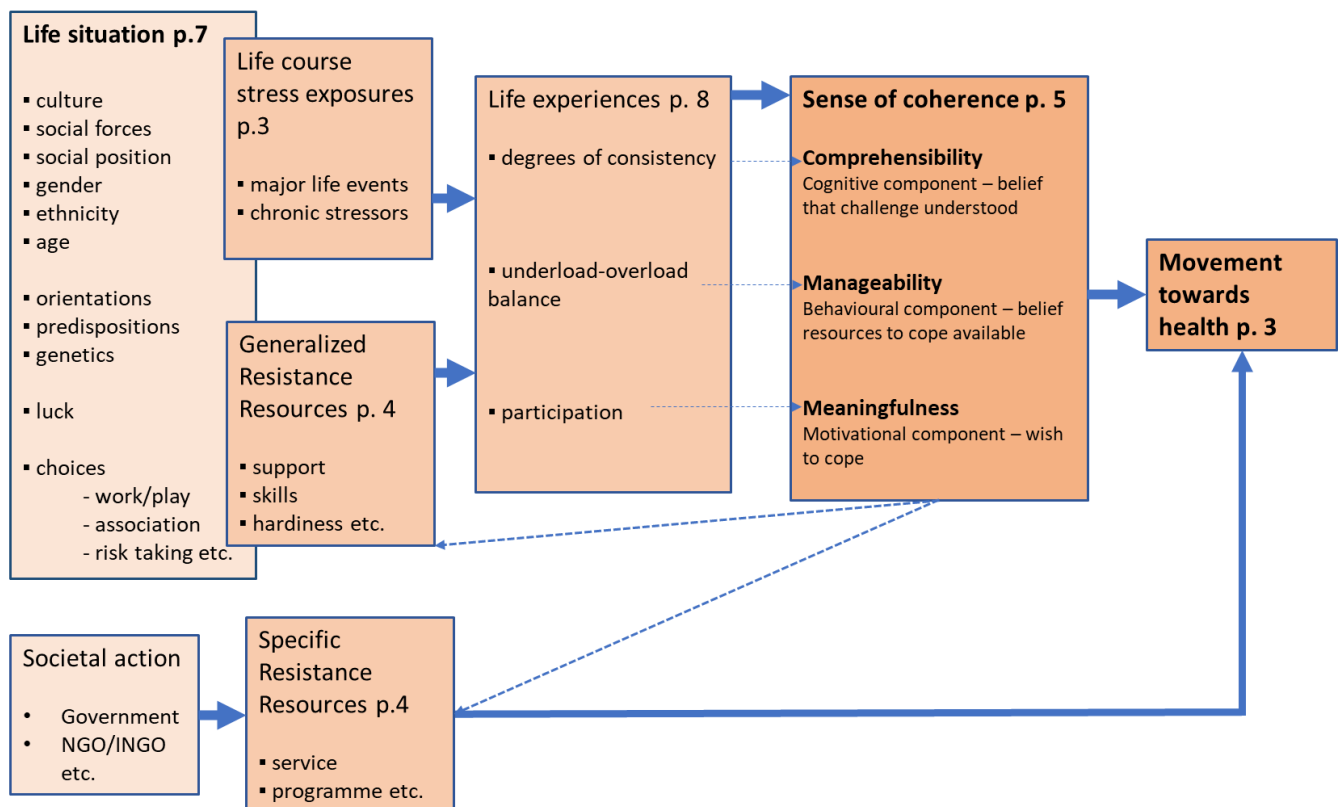 Life situation p.7
▪ culture
▪ social forces
▪ social position
▪ gender
▪ ethnicity
▪ age
▪ orientations
▪ predispositions
▪ genetics
▪ luck
▪ choices
- work/play
- association
- risk taking etc.
Life course
stress exposures
p.3
▪ major life events
▪ chronic stressors
Generalized
Resistance
Resources p. 4
▪ support
▪ skills
▪ hardiness etc.
Life experiences p. 8
▪ degrees of consistency
▪ underload-overload
balance
▪ participation
Sense of coherence p. 5
Comprehensibility
Cognitive component – belief
that challenge understood
Manageability
Behavioural component – belief
resources to cope available
Meaningfulness
Motivational component – wish
to cope
Movement
towards
health p. 3
Societal action
• Government
• NGO/INGO
etc.
Specific
Resistance
Resources p.4
▪ service
▪ programme etc.